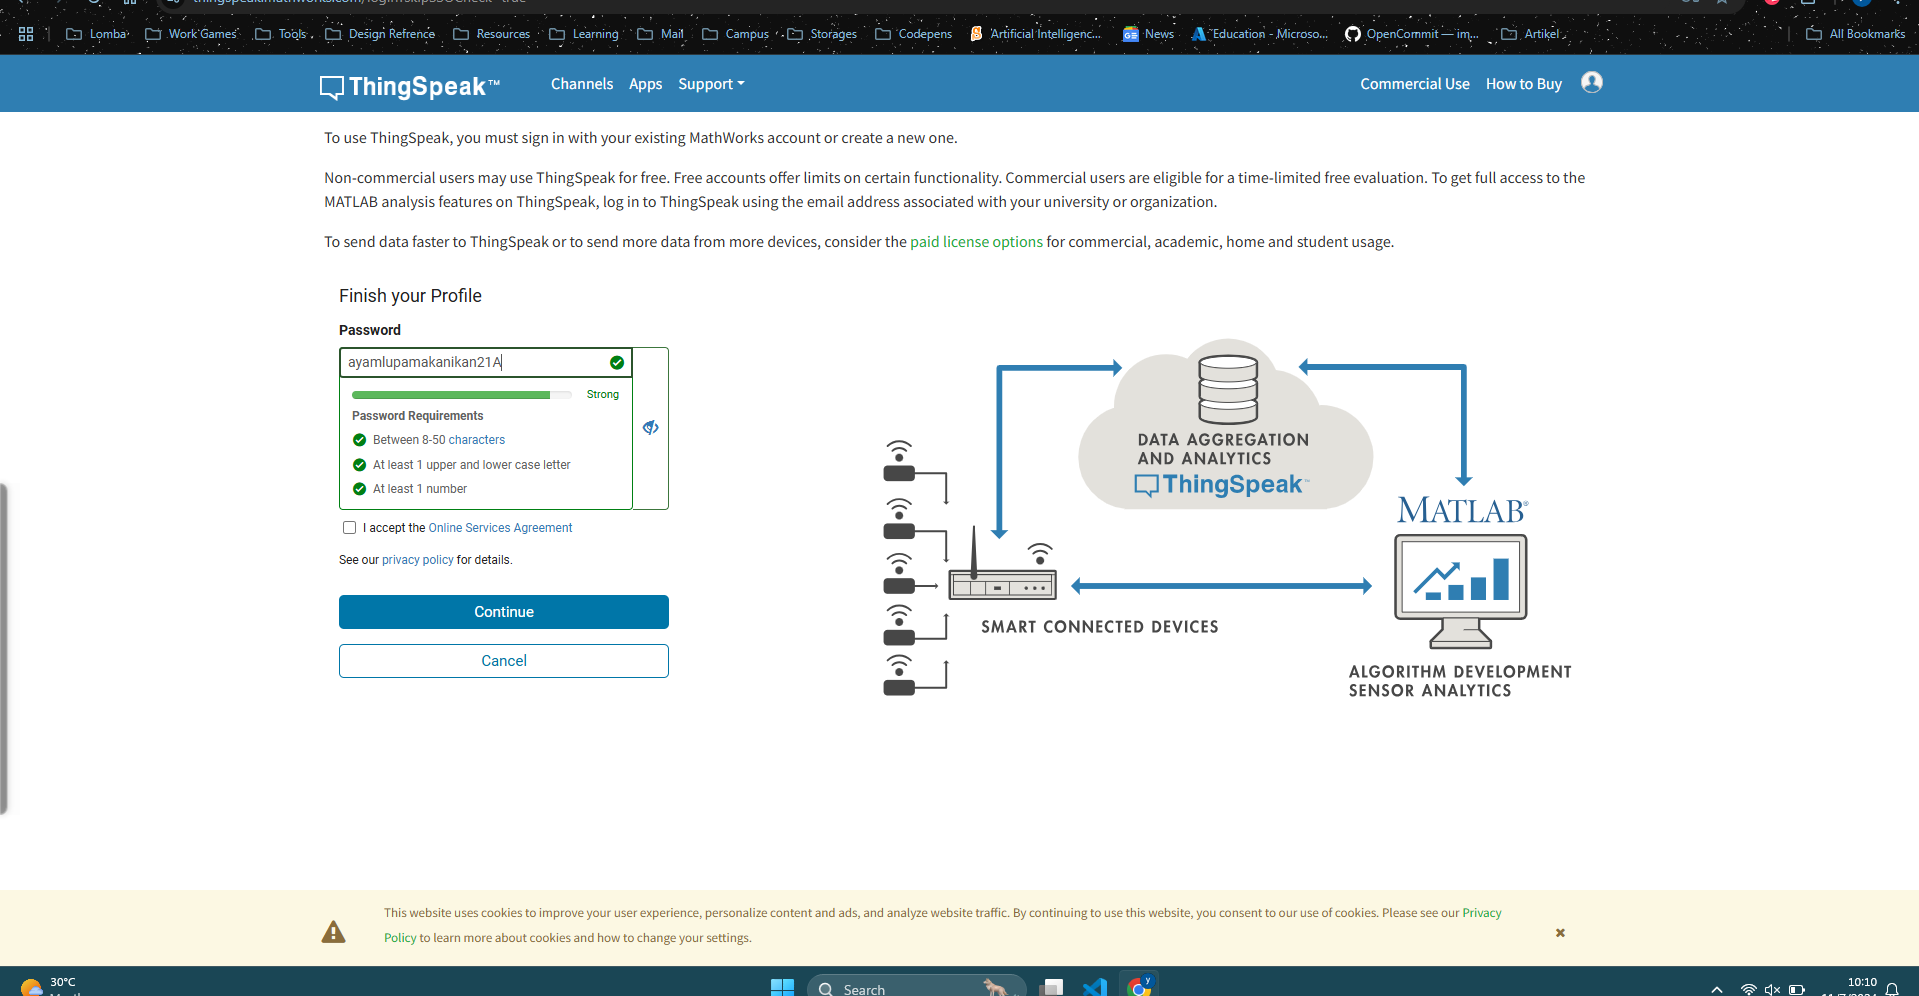 Lomba
Work Games
Tools
Design Refrence
Resources
Learning
Mail
Campus
Storages
Codepens
Artificial Intelligenc...
News
Education - Microso...
OpenCommit — im...
Artikel
All Bookmarks
ThingSpeak™
Channels
Apps
Support
Commercial Use
How to Buy
To use ThingSpeak, you must sign in with your existing MathWorks account or create a new one.
Non-commercial users may use ThingSpeak for free. Free accounts offer limits on certain functionality. Commercial users are eligible for a time-limited free evaluation. To get full access to the
MATLAB analysis features on ThingSpeak, log in to ThingSpeak using the email address associated with your university or organization.
To send data faster to ThingSpeak or to send more data from more devices, consider the paid license options for commercial, academic, home and student usage.
Finish your Profile
Password
ayamlupamakanikan21A
Strong
Password Requirements
Between 8-50 characters
At least 1 upper and lower case letter
At least 1 number
I accept the Online Services Agreement
See our privacy policy for details.
Continue
Cancel
DATA AGGREGATION
AND ANALYTICS
ThingSpeak™
MATLAB®
SMART CONNECTED DEVICES
ALGORITHM DEVELOPMENT
SENSOR ANALYTICS
This website uses cookies to improve your user experience, personalize content and ads, and analyze website traffic. By continuing to use this website, you consent to our use of cookies. Please see our Privacy
Policy to learn more about cookies and how to change your settings.
30°C
Search
10:10